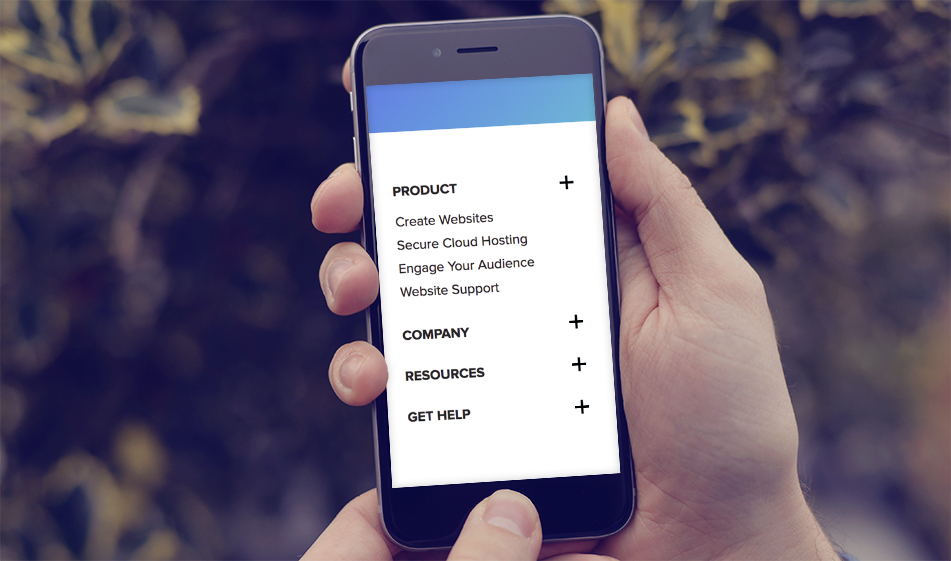 PRODUCT +
Create Websites
Secure Cloud Hosting
Engage Your Audience
Website Support
COMPANY +
RESOURCES +
GET HELP +